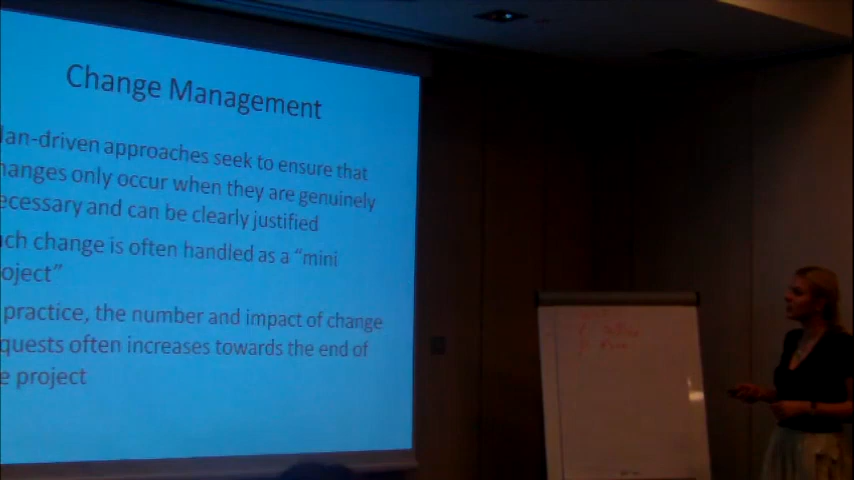 Change Management
lan-driven approaches seek to ensure that
hanges only occur when they are genuinely
ecessary and can be clearly justified
ach change is often handled as a “mini
oject”
practice, the number and impact of change
quests often increases towards the end of
e project